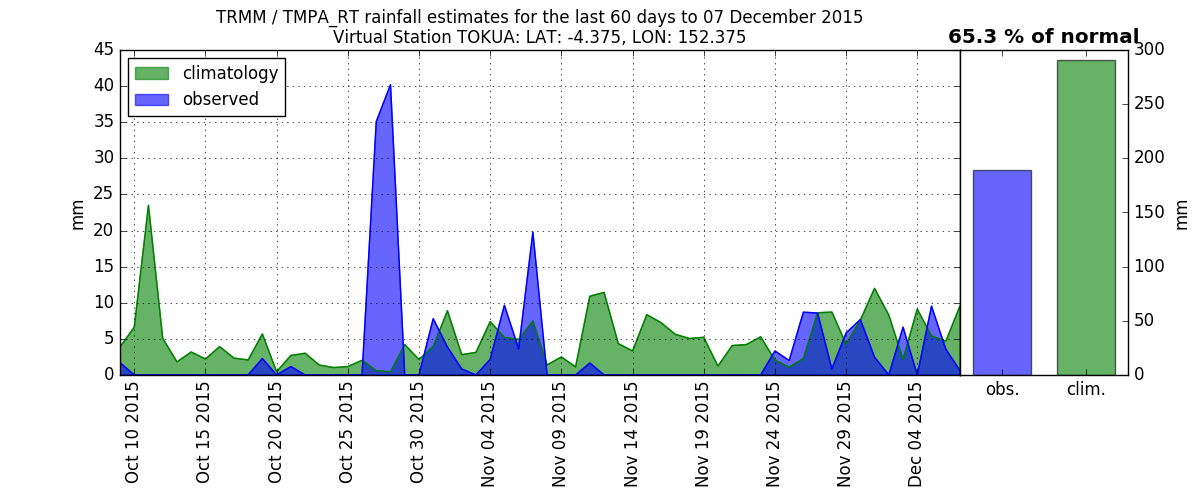 TRMM / TMPA_RT rainfall estimates for the last 60 days to 07 December 2015
Virtual Station TOKUA: LAT: -4.375, LON: 152.375
65.3 % of normal
climatology
observed
mm
45
40
35
30
25
20
15
10
5
0
300
250
200
150
100
50
0
mm
obs.
clim.
Oct 10 2015
Oct 15 2015
Oct 20 2015
Oct 25 2015
Oct 30 2015
Nov 04 2015
Nov 09 2015
Nov 14 2015
Nov 19 2015
Nov 24 2015
Nov 29 2015
Dec 04 2015